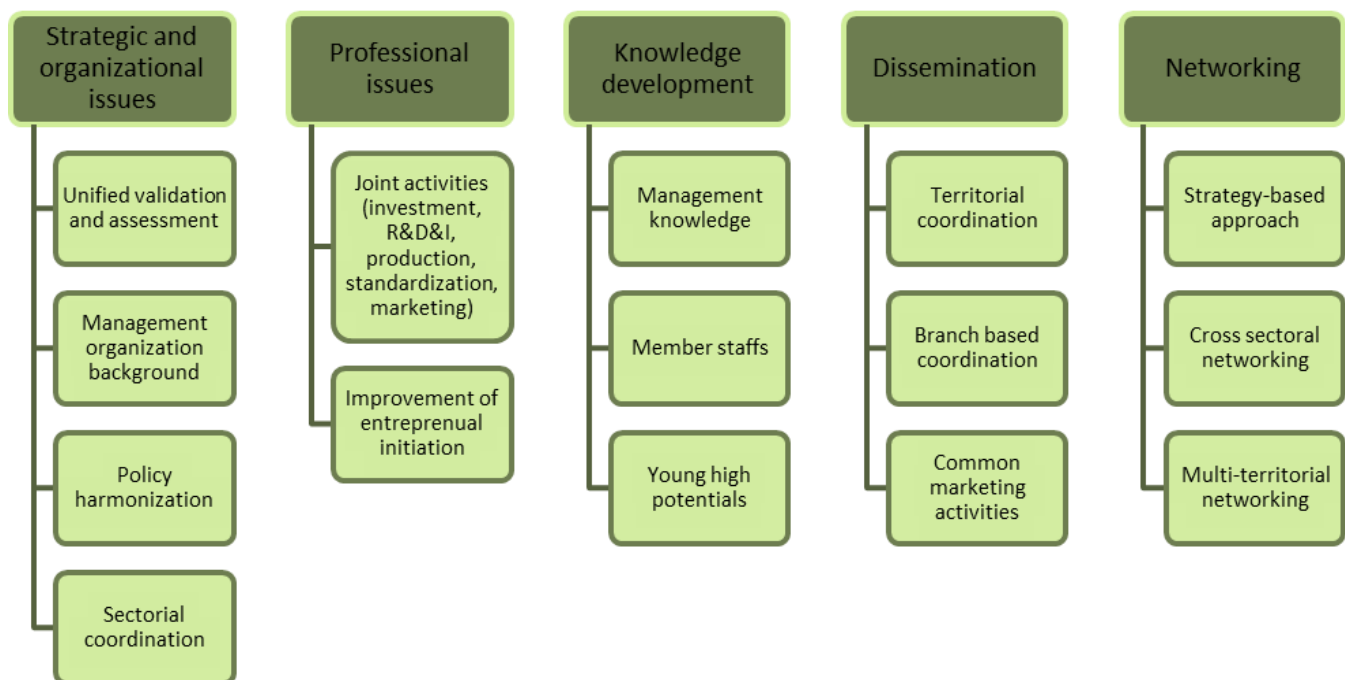 Strategic and
organizational
issues
Unified validation
and assessment
Management
organization
background
Policy
harmonization
Sectorial
coordination
Professional
issues
Joint activities
(investment,
R&D&I,
production,
standardization,
marketing)
Improvement of
entreprenual
initiation
Knowledge
development
Management
knowledge
Member staffs
Young high
potentials
Dissemination
Territorial
coordination
Branch based
coordination
Common
marketing
activities
Networking
Strategy-based
approach
Cross sectoral
networking
Multi-territorial
networking